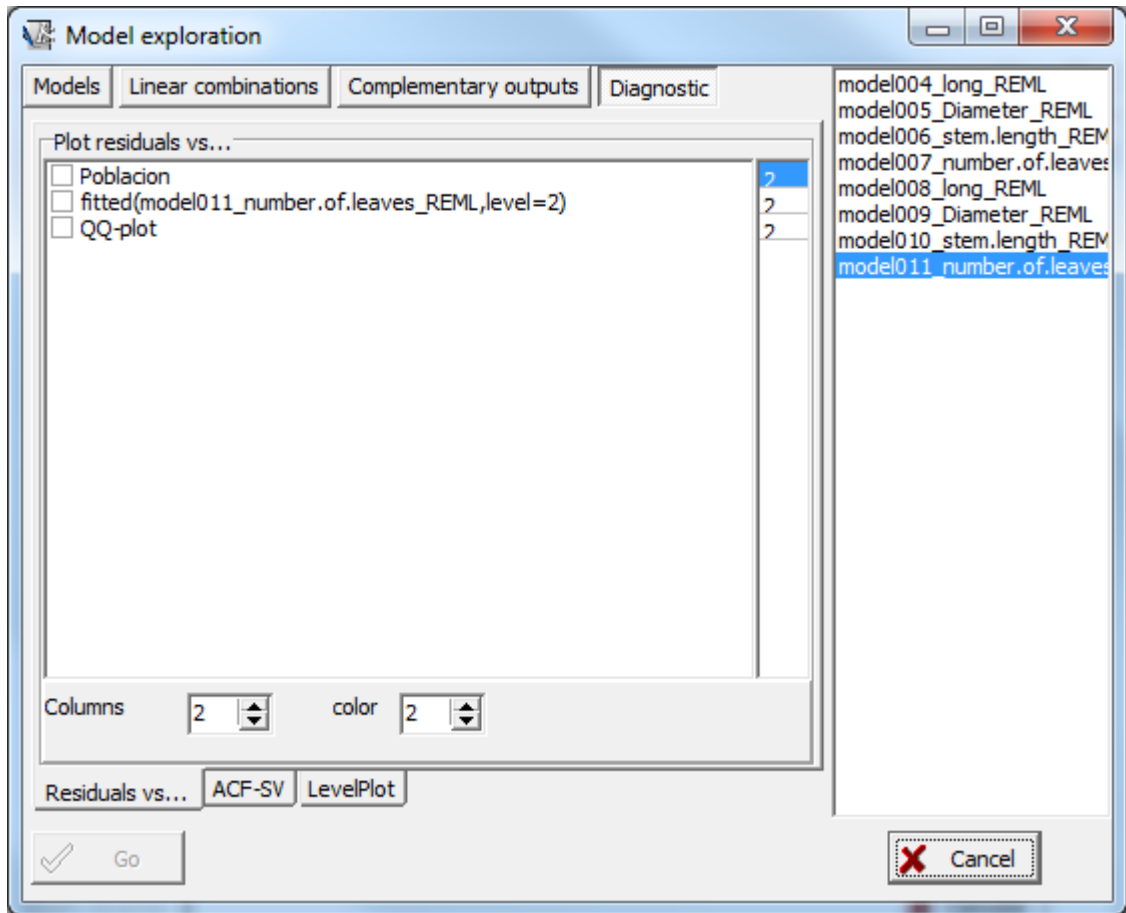 Model exploration
Models Linear combinations Complementary outputs Diagnostic
Plot residuals vs...
Poblacion 2
fitted(model011_number.of.leaves_REML,level=2) 2
QQ-plot 2
Columns 2 color 2
Residuals vs... ACF-SV LevelPlot
Go
model004_long_REML
model005_Diameter_REML
model006_stem.length_REM
model007_number.of.leaves
model008_long_REML
model009_Diameter_REML
model010_stem.length_REM
model011_number.of.leaves
Cancel